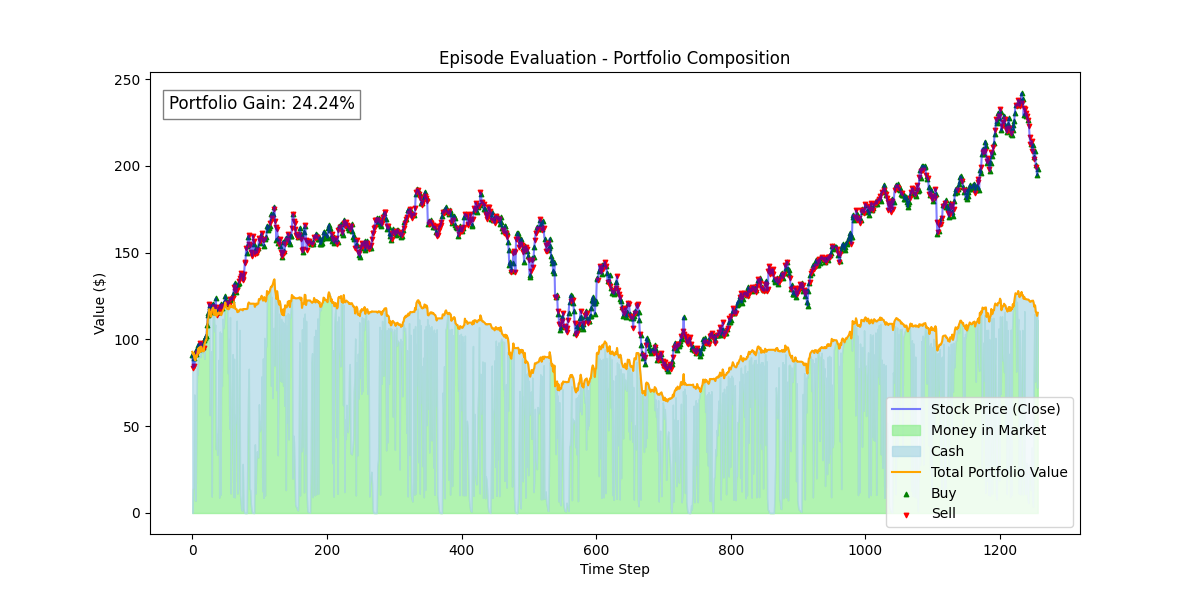 Episode Evaluation - Portfolio Composition
Portfolio Gain: 24.24%
Value ($)
250
200
150
100
50
0
0 200 400 600 800 1000 1200
Time Step
Stock Price (Close)
Money in Market
Cash
Total Portfolio Value
Buy
Sell